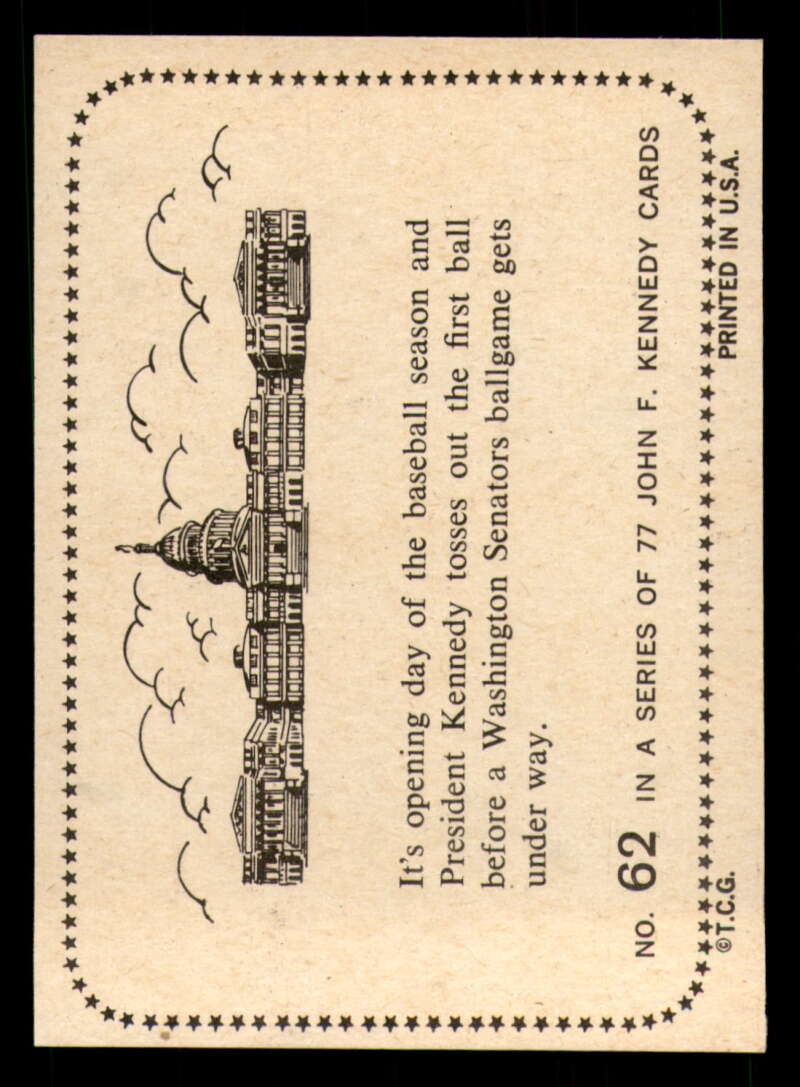 It's opening day of the baseball season and
President Kennedy tosses out the first ball
before a Washington Senators ballgame gets
under way.
NO. 62 IN A SERIES OF 77 JOHN F. KENNEDY CARDS
©T.C.G. PRINTED IN U.S.A.